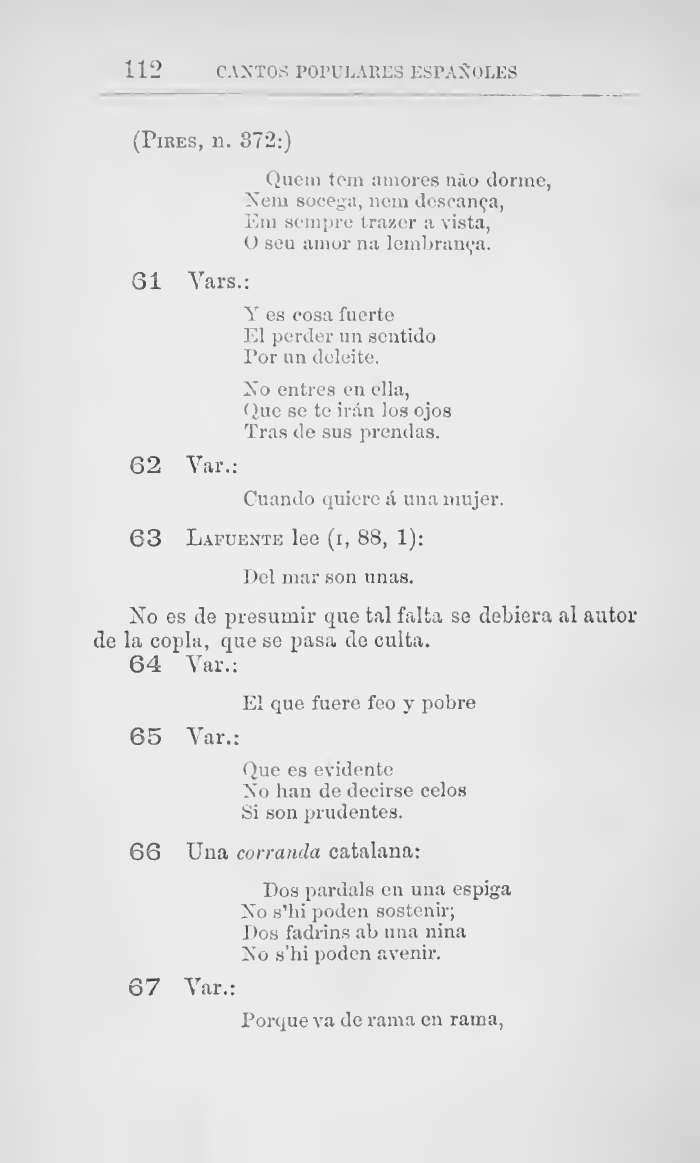 112 CANTOS POPULARES ESPAÑOLES
(PIRES, n. 372:)
Quem tem amores não dorme,
Nem socega, nem descança,
Em sempre trazer a vista,
O seu amor na lembrança.
61 Vars.:
Y es cosa fuerte
El perder un sentido
Por un deleite.
No entres en ella,
Que se te irán los ojos
Tras de sus prendas.
62 Var.:
Cuando quiere á una mujer.
63 LAFUENTE lee (I, 88, 1):
Del mar son unas.
No es de presumir que tal falta se debiera al autor
de la copla, que se pasa de culta.
64 Var.:
El que fuere feo y pobre
65 Var.:
Que es evidente
No han de decirse celos
Si son prudentes.
66 Una corranda catalana:
Dos pardals en una espiga
No s'hi poden sostenir;
Dos fadrins ab una nina
No s'hi poden avenir.
67 Var.:
Porque va de rama en rama,